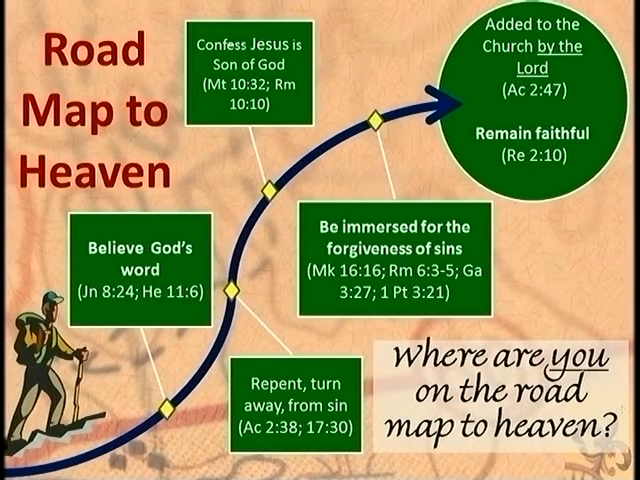 Road
Map to
Heaven
Confess Jesus is
Son of God
(Mt 10:32; Rm
10:10)
Added to the
Church by the
Lord
(Ac 2:47)
Remain faithful
(Re 2:10)
Believe God's
word
(Jn 8:24; He 11:6)
Be immersed for the
forgiveness of sins
(Mk 16:16; Rm 6:3-5; Ga
3:27; 1 Pt 3:21)
Repent, turn
away, from sin
(Ac 2:38; 17:30)
Where are you
on the road
map to heaven?